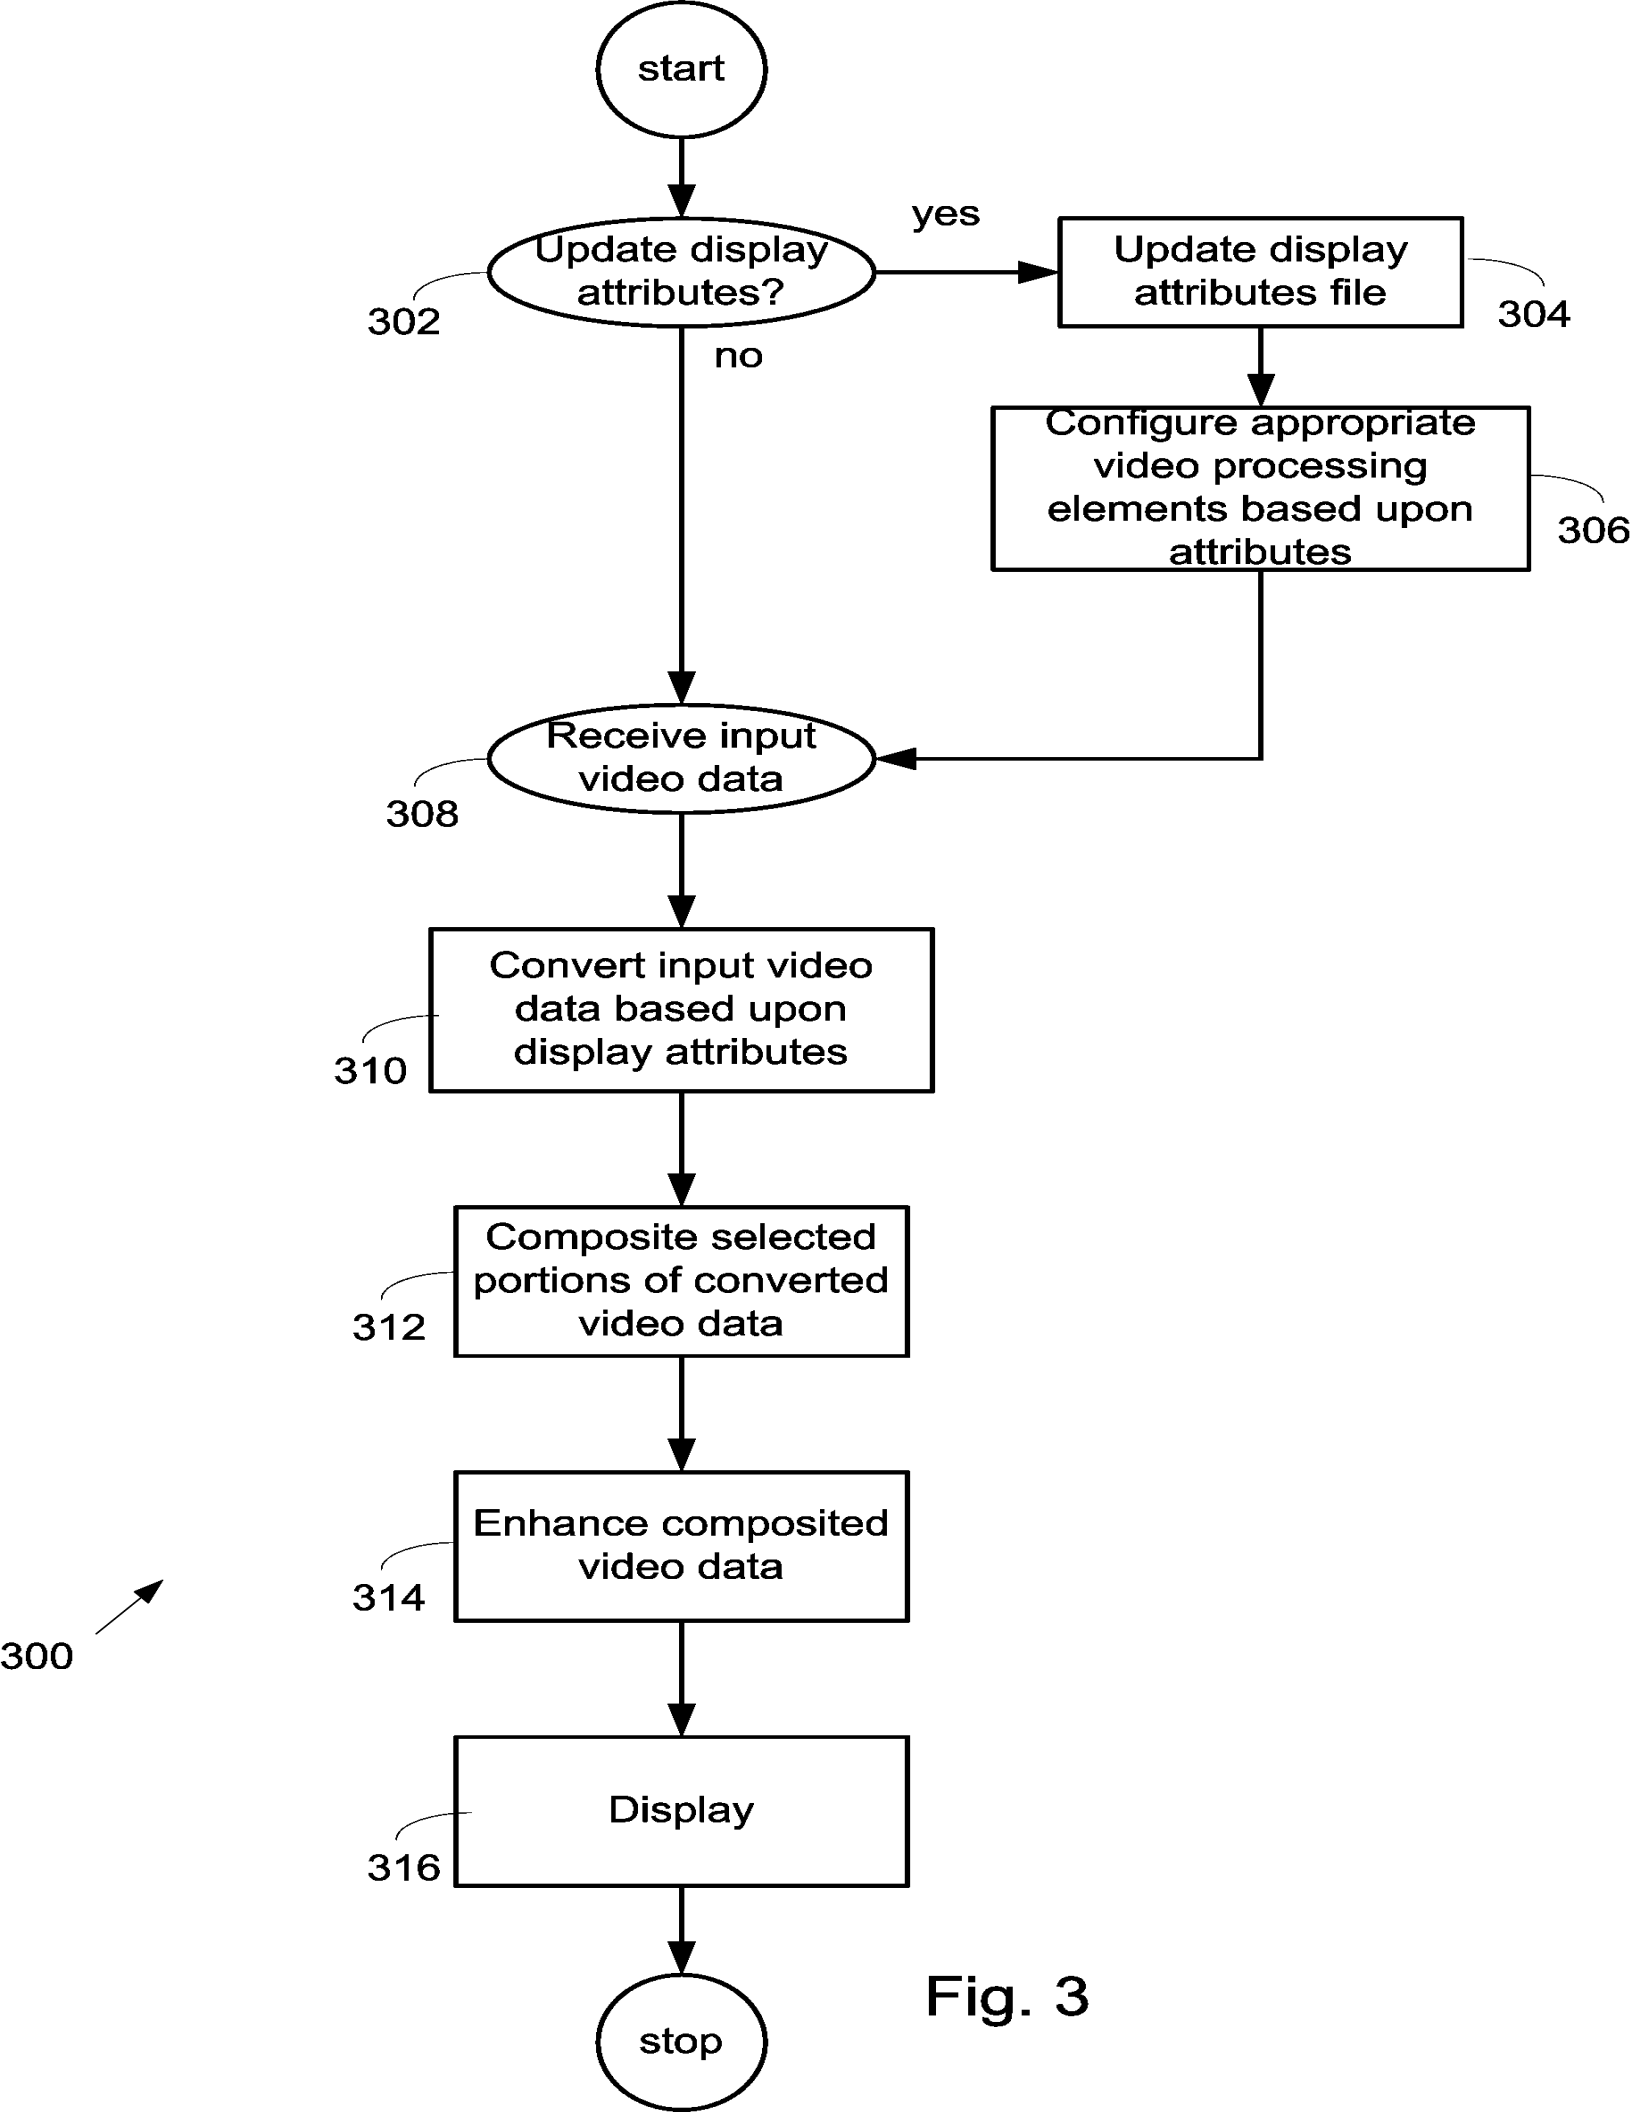 start
Update display
attributes?
302
yes
Update display
attributes file
304
no
Configure appropriate
video processing
elements based upon
attributes
306
Receive input
video data
308
Convert input video
data based upon
display attributes
310
Composite selected
portions of converted
video data
312
Enhance composited
video data
314
300
Display
316
stop
Fig. 3